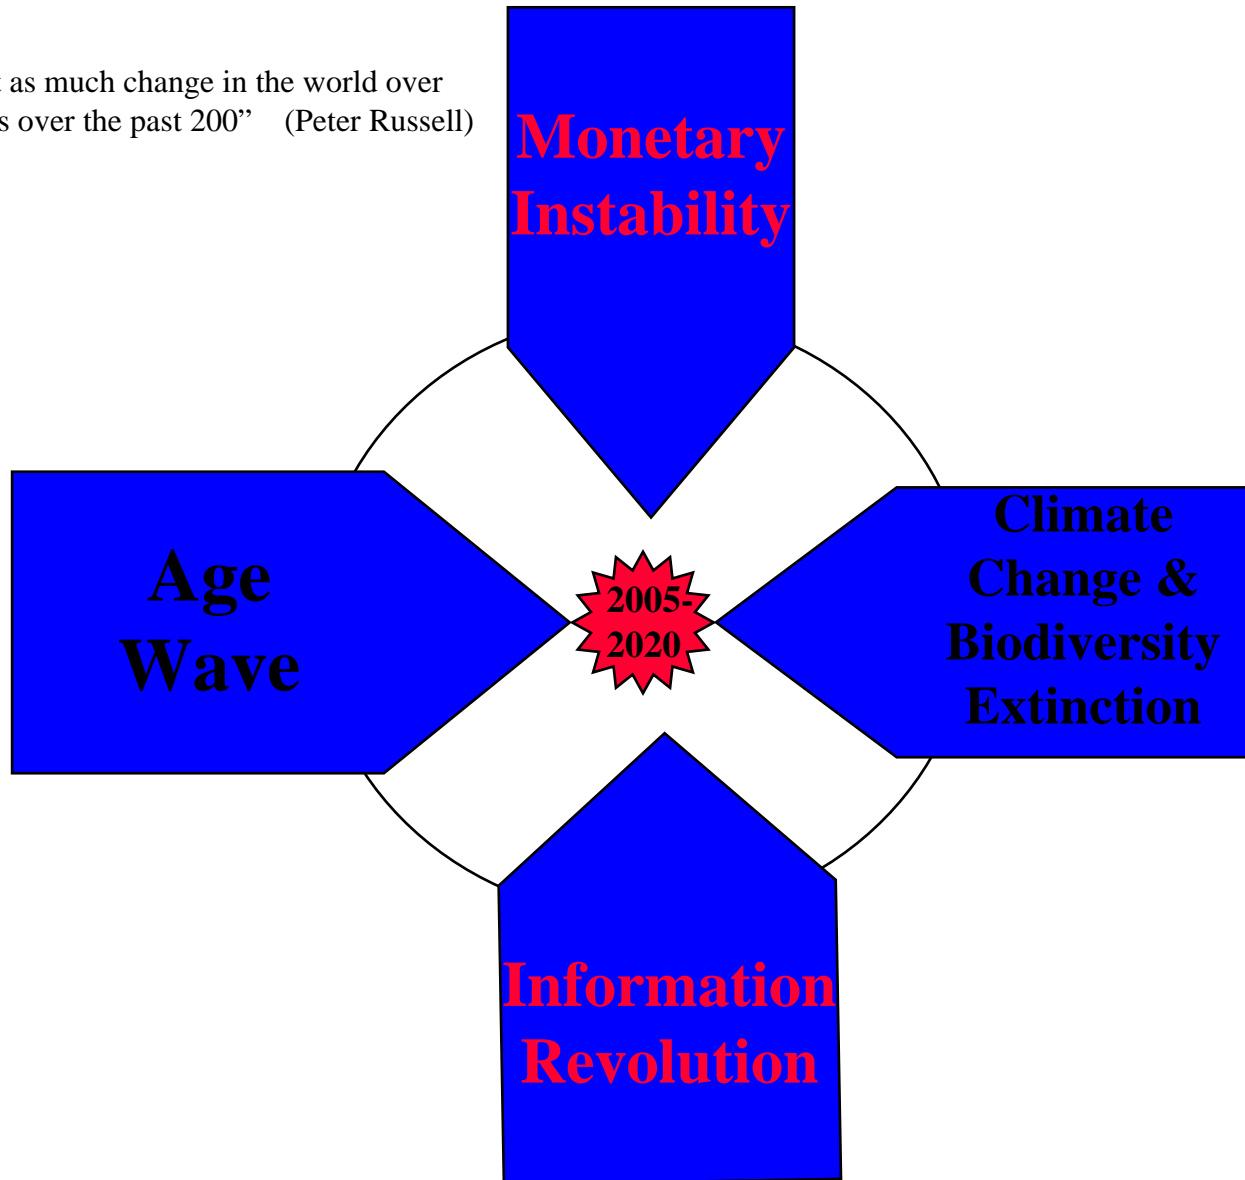 as much change in the world over
over the past 200” (Peter Russell)
Monetary
Instability
Age
Wave
2005-
2020
Climate
Change &
Biodiversity
Extinction
Information
Revolution